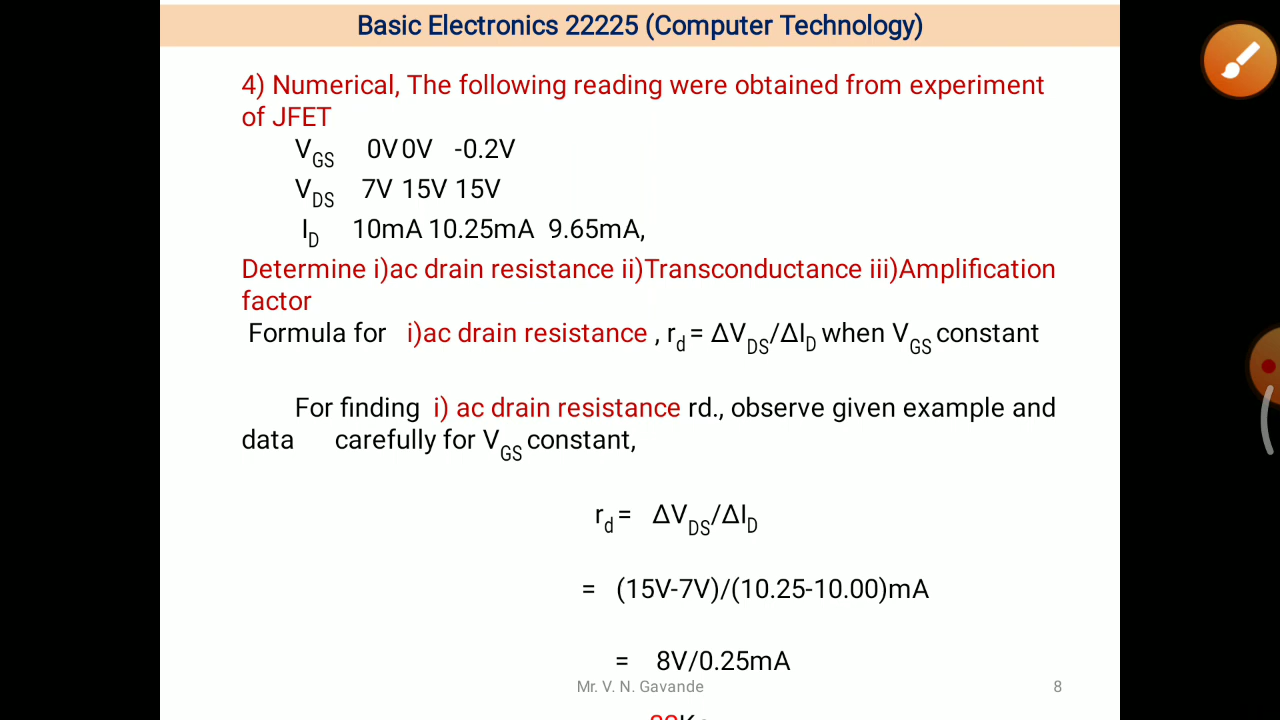 Basic Electronics 22225 (Computer Technology)
4) Numerical, The following reading were obtained from experiment
of JFET
VGS 0V 0V -0.2V
VDS 7V 15V 15V
ID 10mA 10.25mA 9.65mA,
Determine i)ac drain resistance ii)Transconductance iii)Amplification
factor
Formula for i)ac drain resistance , rd = ΔVDS/ΔID when VGS constant
For finding i) ac drain resistance rd., observe given example and
data carefully for VGS constant,
rd = ΔVDS/ΔID
= (15V-7V)/(10.25-10.00)mA
= 8V/0.25mA
Mr. V. N. Gavande 8